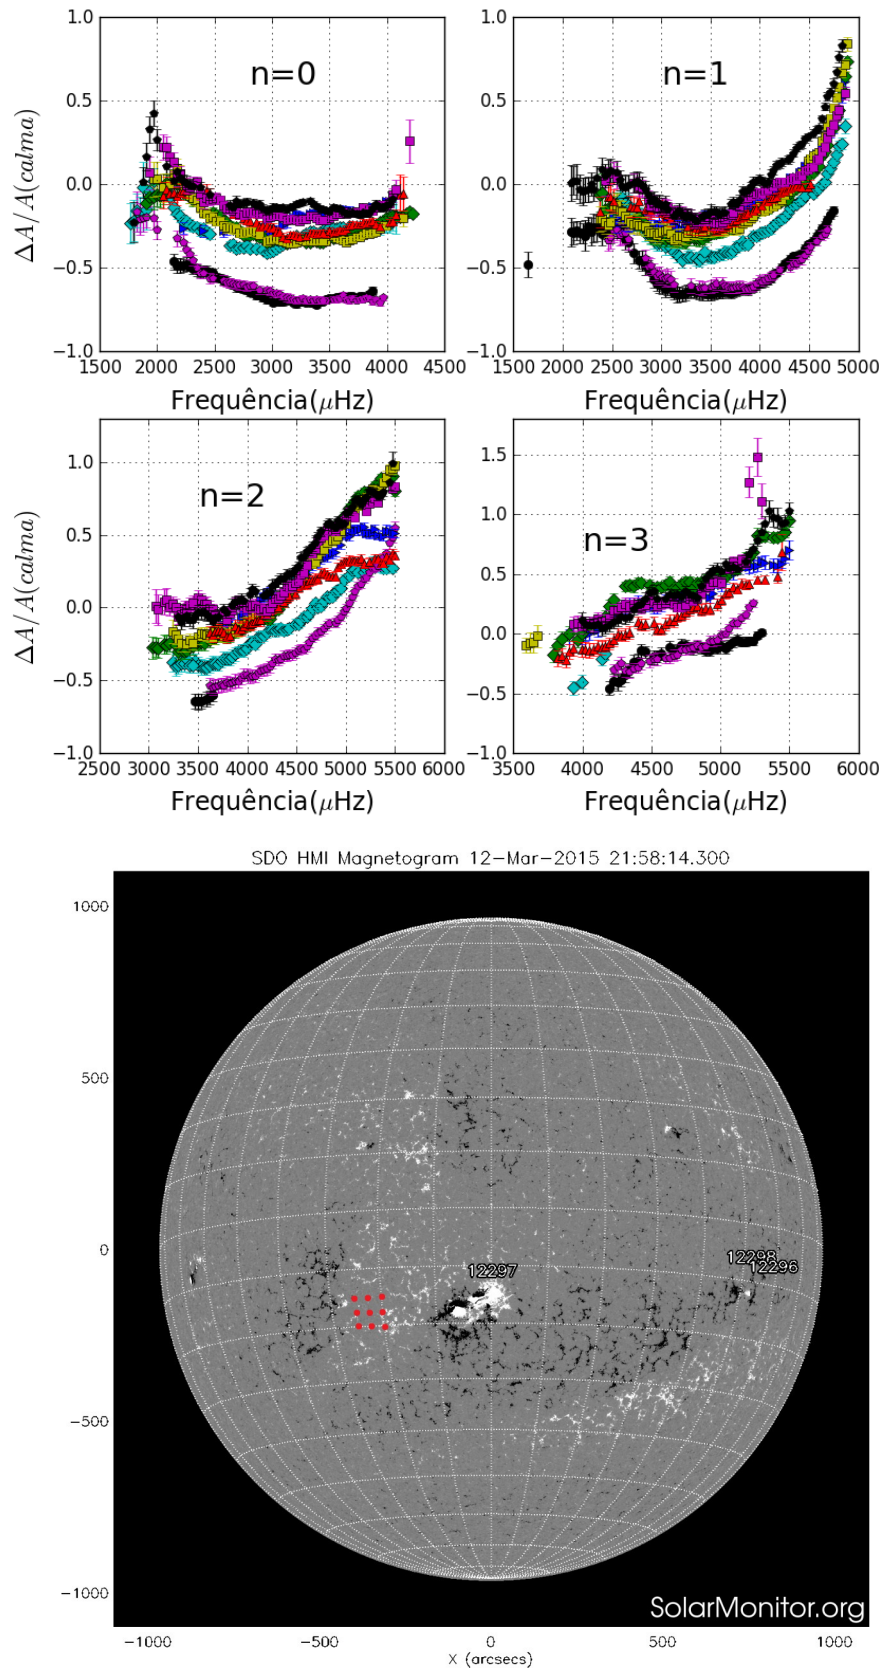 n=0
n=1
ΔA/A(calma)
1.0
0.5
0.0
−0.5
−1.0
1.0
0.5
0.0
−0.5
−1.0
1500 2000 2500 3000 3500 4000 4500
1500 2000 2500 3000 3500 4000 4500 5000
Frequência(μHz)
Frequência(μHz)
n=2
n=3
ΔA/A(calma)
1.0
0.5
0.0
−0.5
−1.0
1.5
1.0
0.5
0.0
−0.5
−1.0
2500 3000 3500 4000 4500 5000 5500 6000
3500 4000 4500 5000 5500 6000
Frequência(μHz)
Frequência(μHz)
SDO HMI Magnetogram 12-Mar-2015 21:58:14.300
1000
500
0
−500
−1000
12297
12298
12296
SolarMonitor.org
−1000 −500 0 500 1000
X (arcsecs)